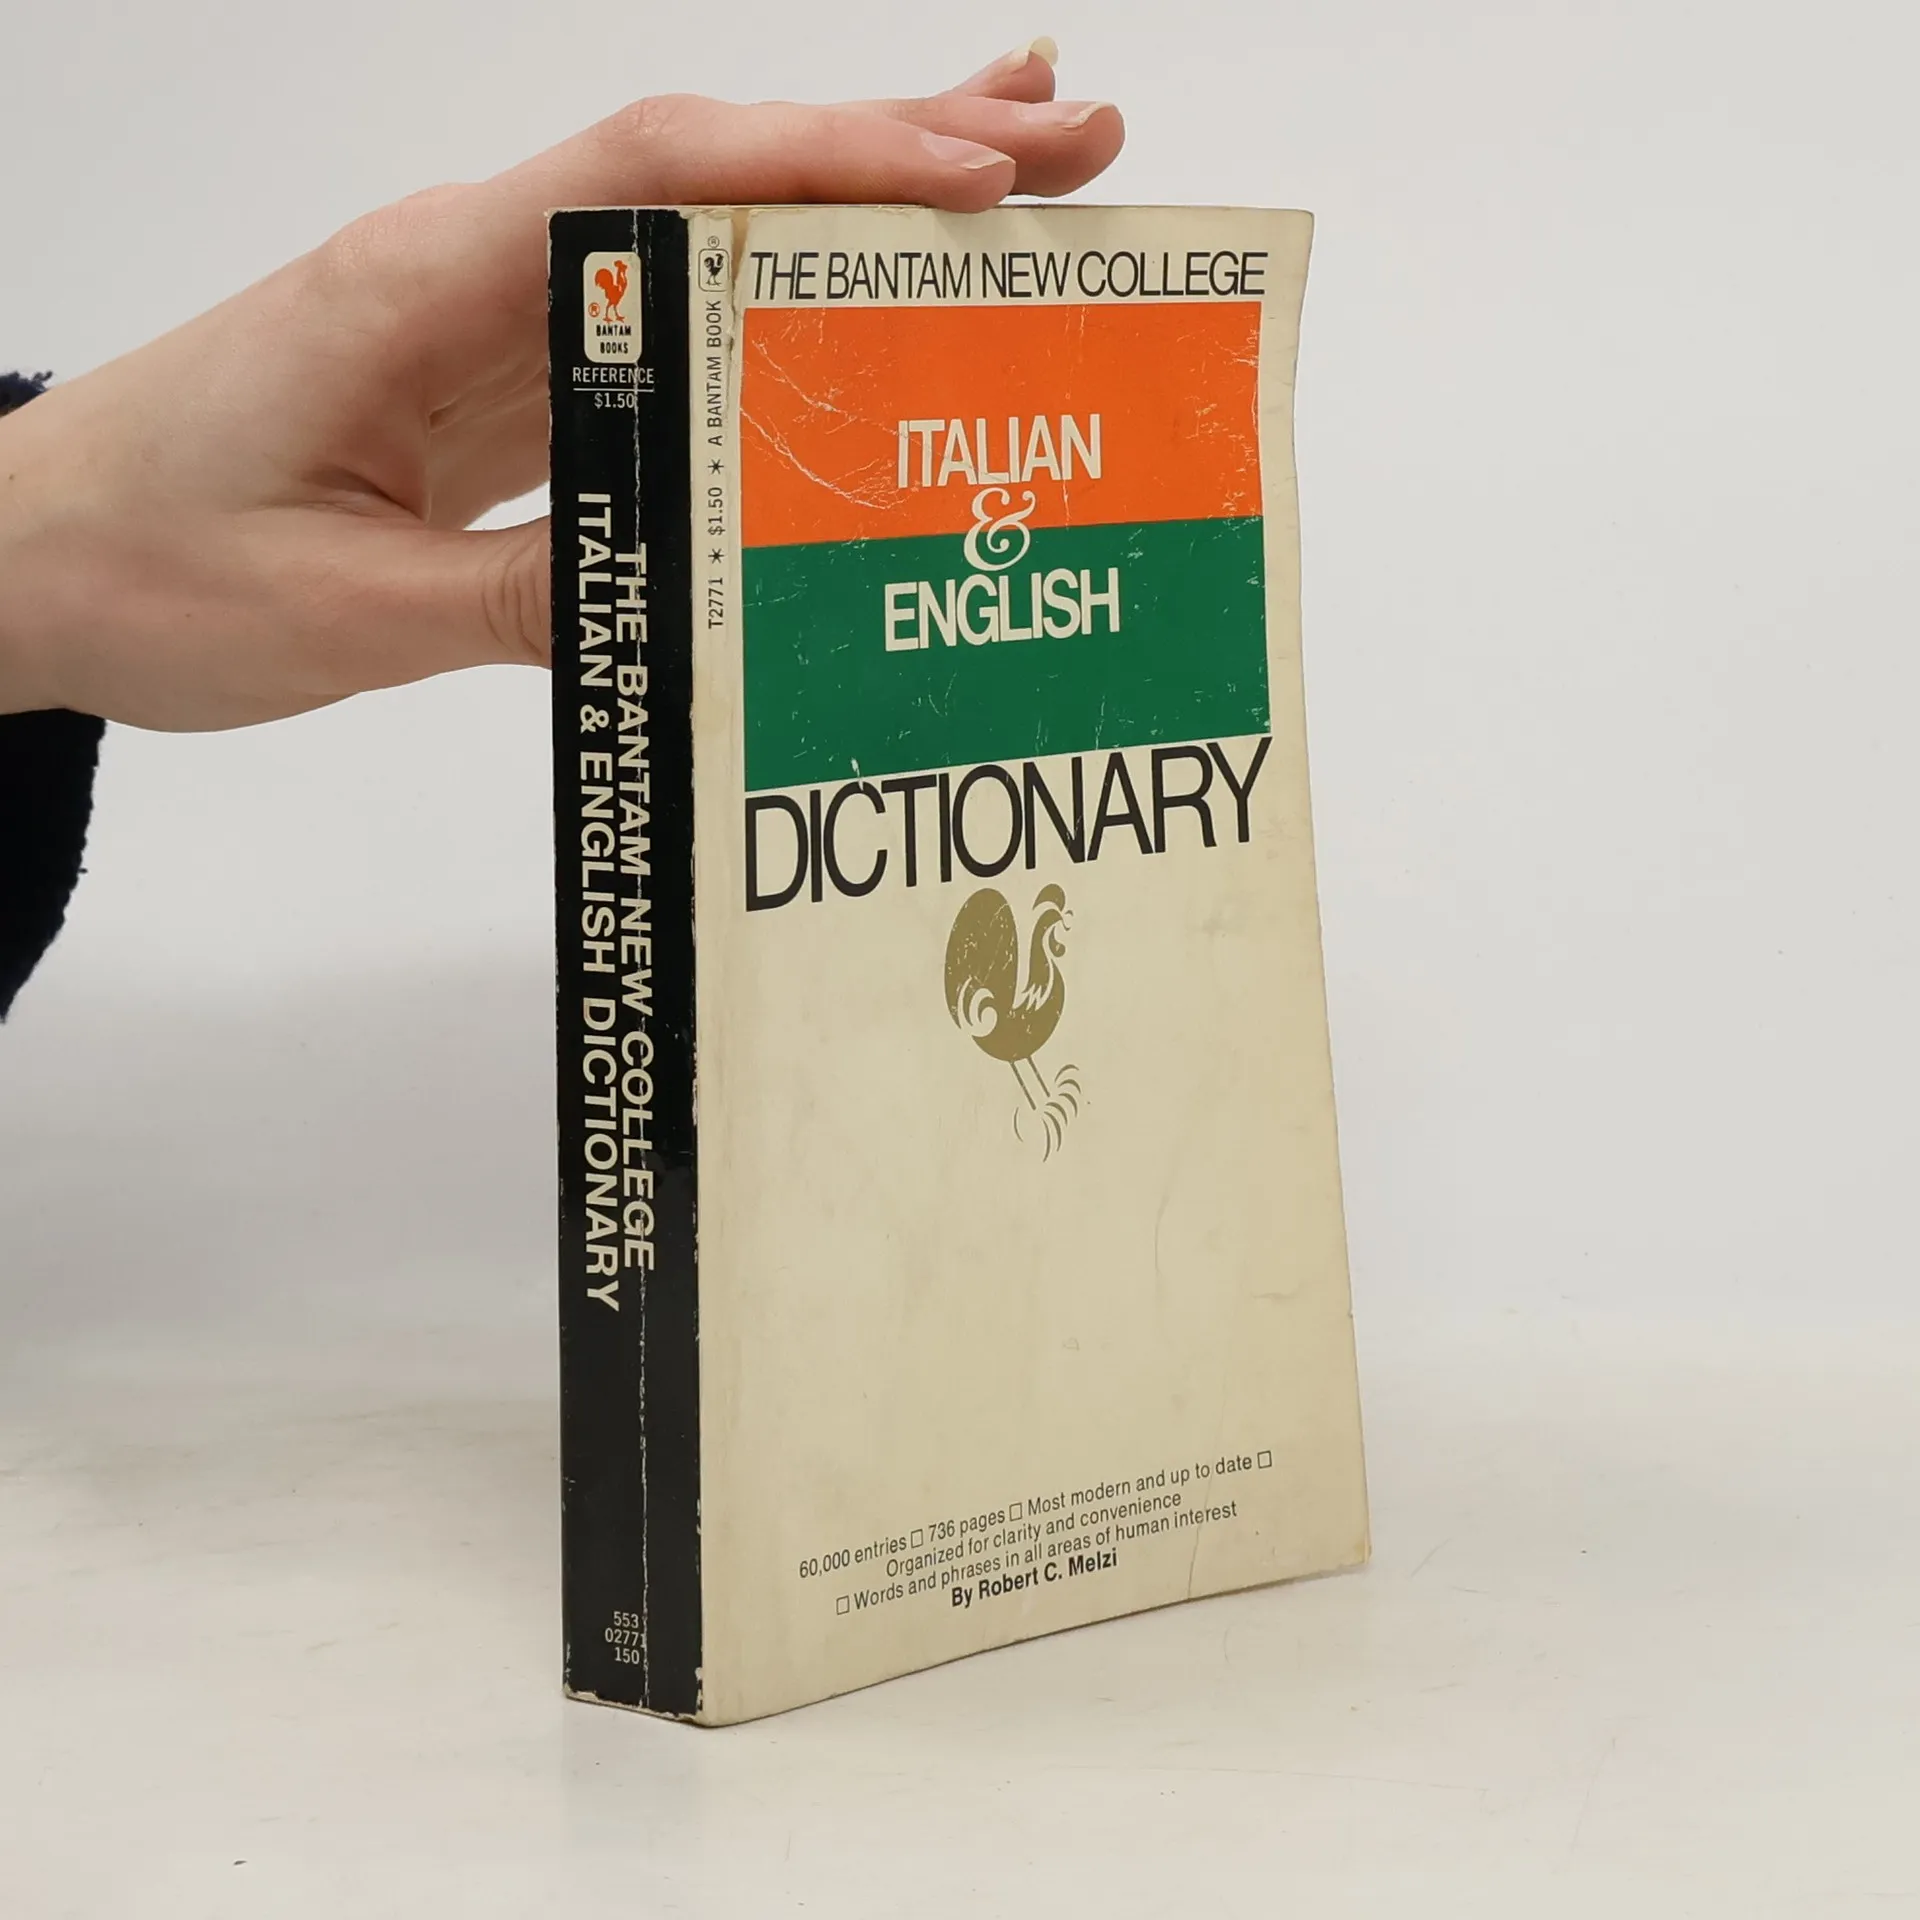 BANTAM
BOOKS
REFERENCE
$1.50
THE BANTAM NEW COLLEGE
ITALIAN & ENGLISH DICTIONARY
553
02771
150
T2771 * $1.50 * A BANTAM BOOK
THE BANTAM NEW COLLEGE
ITALIAN
&
ENGLISH
DICTIONARY
60,000 entries □ 736 pages □ Most modern and up to date □
Organized for clarity and convenience
□ Words and phrases in all areas of human interest
By Robert C. Melzi